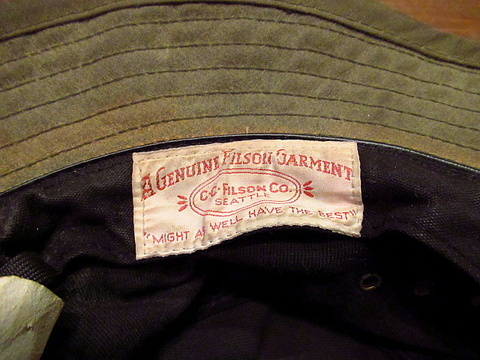 A GENUINE FILSON GARMENT
C·C·FILSON CO.
SEATTLE
"MIGHT AS WELL HAVE THE BEST"